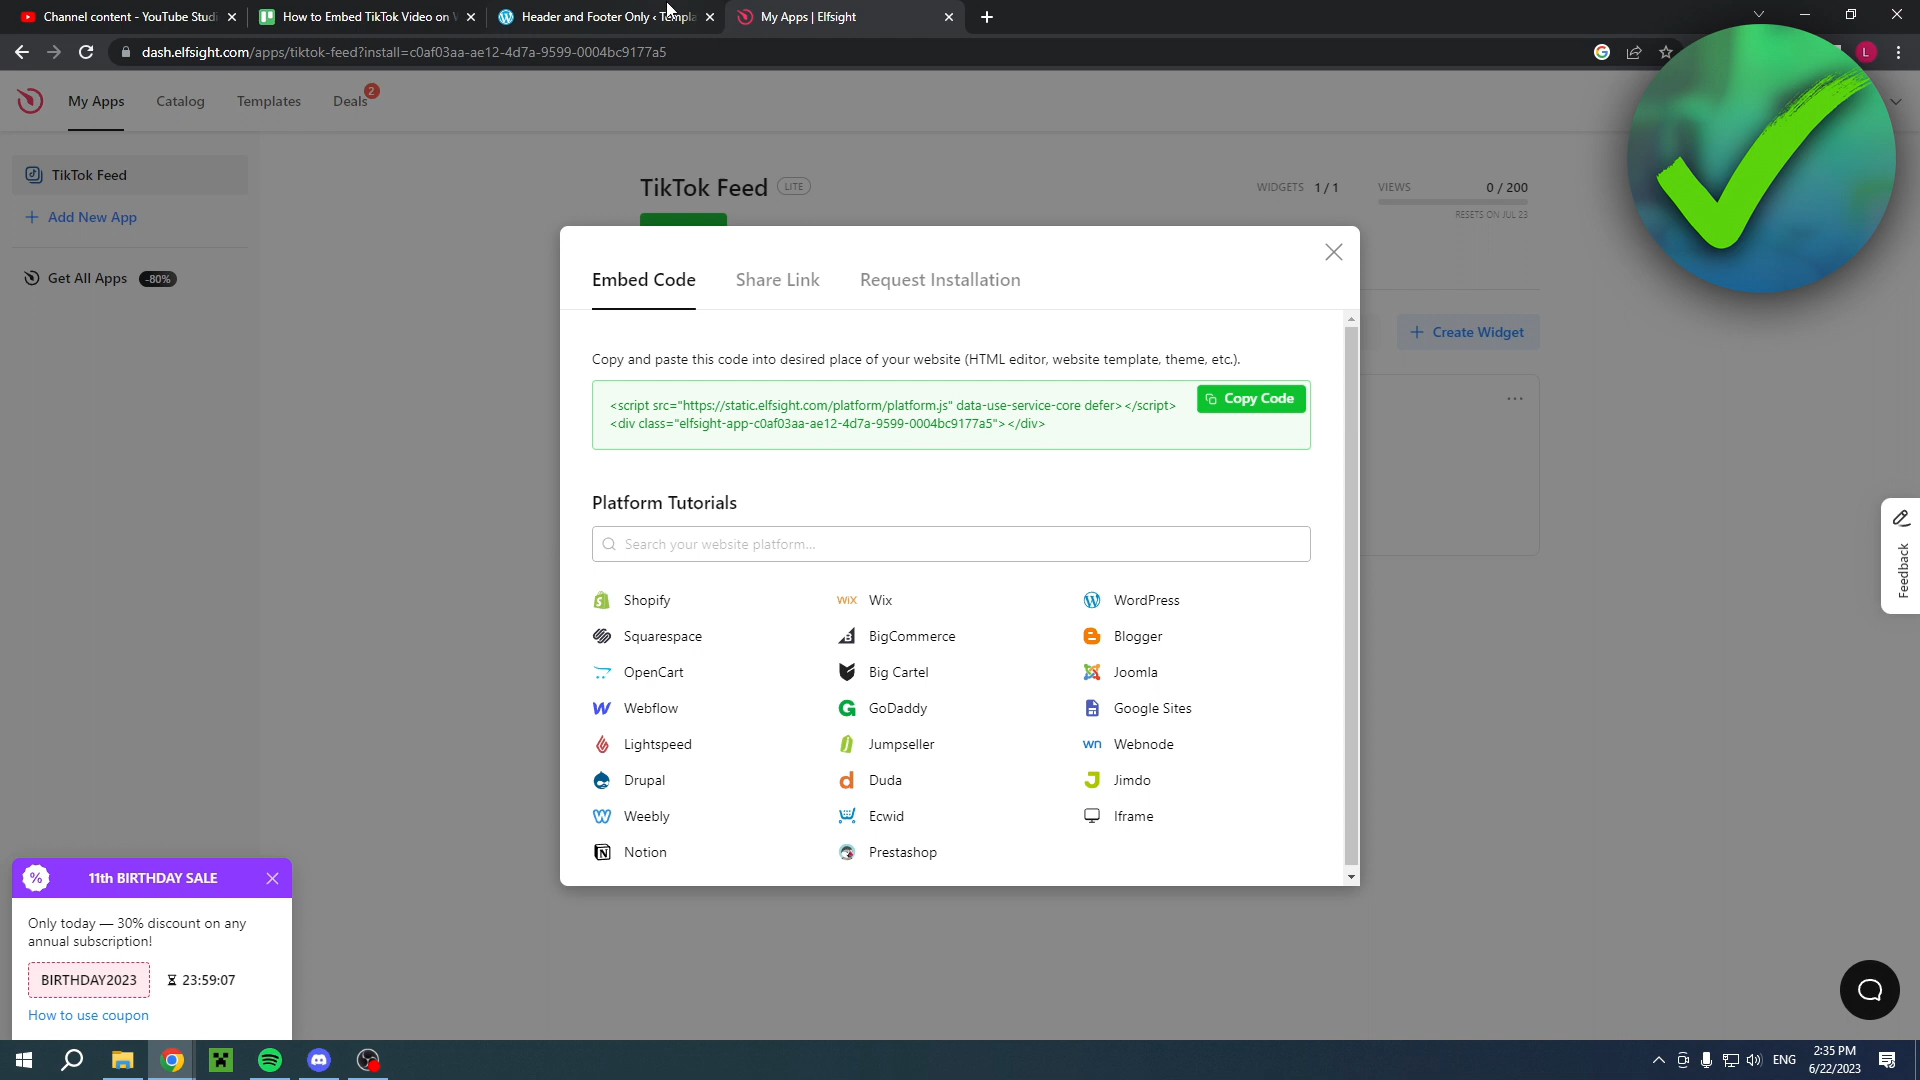 Channel content - YouTube Studi
How to Embed TikTok Video on
Header and Footer Only ‹ Templa
My Apps | Elfsight
dash.elfsight.com/apps/tiktok-feed?install=c0af03aa-ae12-4d7a-9599-0004bc9177a5
L
My Apps
Catalog
Templates
Deals
2
TikTok Feed
Add New App
Get All Apps -80%
TikTok Feed LITE
WIDGETS 1/1
VIEWS 0 / 200
RESETS ON JUL 23
Create Widget
Embed Code
Share Link
Request Installation
Copy and paste this code into desired place of your website (HTML editor, website template, theme, etc.).
<script src="https://static.elfsight.com/platform/platform.js" data-use-service-core defer></script>
<div class="elfsight-app-c0af03aa-ae12-4d7a-9599-0004bc9177a5"></div>
Copy Code
Platform Tutorials
Search your website platform...
Shopify
Wix
WordPress
Squarespace
BigCommerce
Blogger
OpenCart
Big Cartel
Joomla
Webflow
GoDaddy
Google Sites
Lightspeed
Jumpseller
Webnode
Drupal
Duda
Jimdo
Weebly
Ecwid
Iframe
Notion
Prestashop
Feedback
11th BIRTHDAY SALE
Only today — 30% discount on any
annual subscription!
BIRTHDAY2023
23:59:07
How to use coupon
ENG
2:35 PM
6/22/2023